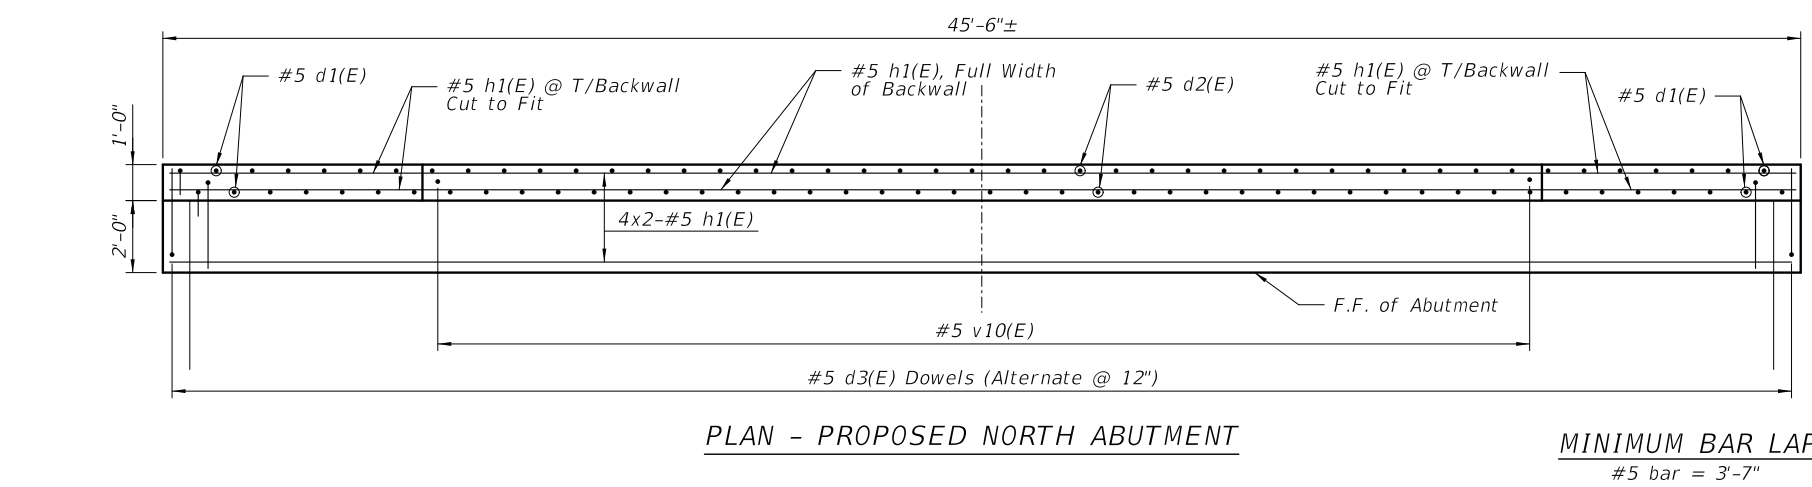 45'-6"±
#5 d1(E)
#5 h1(E) @ T/Backwall
Cut to Fit
#5 h1(E), Full Width
of Backwall
#5 d2(E)
#5 h1(E) @ T/Backwall
Cut to Fit
#5 d1(E)
1'-0"
2'-0"
4x2-#5 h1(E)
F.F. of Abutment
#5 v10(E)
#5 d3(E) Dowels (Alternate @ 12")
PLAN - PROPOSED NORTH ABUTMENT
MINIMUM BAR LAP
#5 bar = 3'-7"